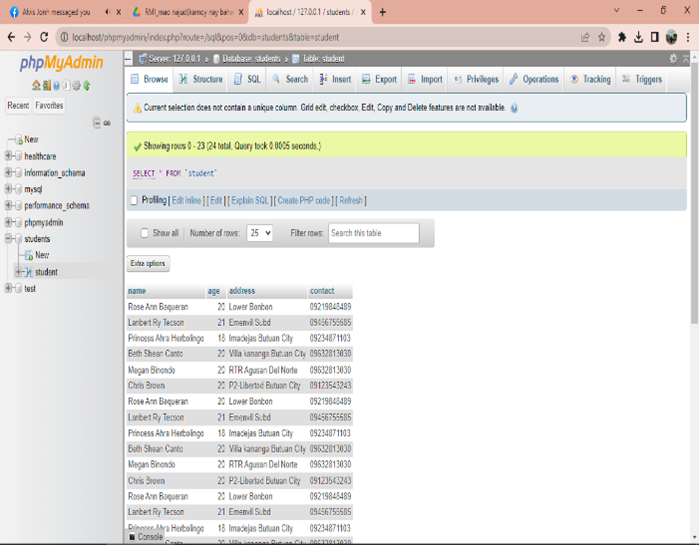 Alvis Jonh messaged you
RMI_mao najud(kamoy nay baha
localhost / 127.0.0.1 / students /
localhost/phpmyadmin/index.php?route=/sql&pos=0&db=students&table=student
phpMyAdmin
Recent Favorites
New
healthcare
information_schema
mysql
performance_schema
phpmyadmin
students
New
student
test
Server: 127.0.0.1 » Database: students » Table: student
Browse Structure SQL Search Insert Export Import Privileges Operations Tracking Triggers
Current selection does not contain a unique column. Grid edit, checkbox, Edit, Copy and Delete features are not available.
Showing rows 0 - 23 (24 total, Query took 0.0005 seconds.)
SELECT * FROM `student`
Profiling [ Edit inline ] [ Edit ] [ Explain SQL ] [ Create PHP code ] [ Refresh ]
Show all Number of rows: 25 Filter rows: Search this table
Extra options
name age address contact
Rose Ann Baqueran 20 Lower Bonbon 09219848489
Lanbert Ry Tecson 21 Emenvil Subd 09456755585
Princess Ahra Herbolingo 18 Imadejas Butuan City 09234871103
Beth Shean Canto 20 Villa kananga Butuan City 09632813030
Megan Binondo 20 RTR Agusan Del Norte 09632813030
Chris Brown 20 P2-Libertad Butuan City 09123543243
Rose Ann Baqueran 20 Lower Bonbon 09219848489
Lanbert Ry Tecson 21 Emenvil Subd 09456755585
Princess Ahra Herbolingo 18 Imadejas Butuan City 09234871103
Beth Shean Canto 20 Villa kananga Butuan City 09632813030
Megan Binondo 20 RTR Agusan Del Norte 09632813030
Chris Brown 20 P2-Libertad Butuan City 09123543243
Rose Ann Baqueran 20 Lower Bonbon 09219848489
Lanbert Ry Tecson 21 Emenvil Subd 09456755585
Princess Ahra Herbolingo 18 Imadejas Butuan City 09234871103
Console Canto 20 Villa kananga Butuan City 09632813030